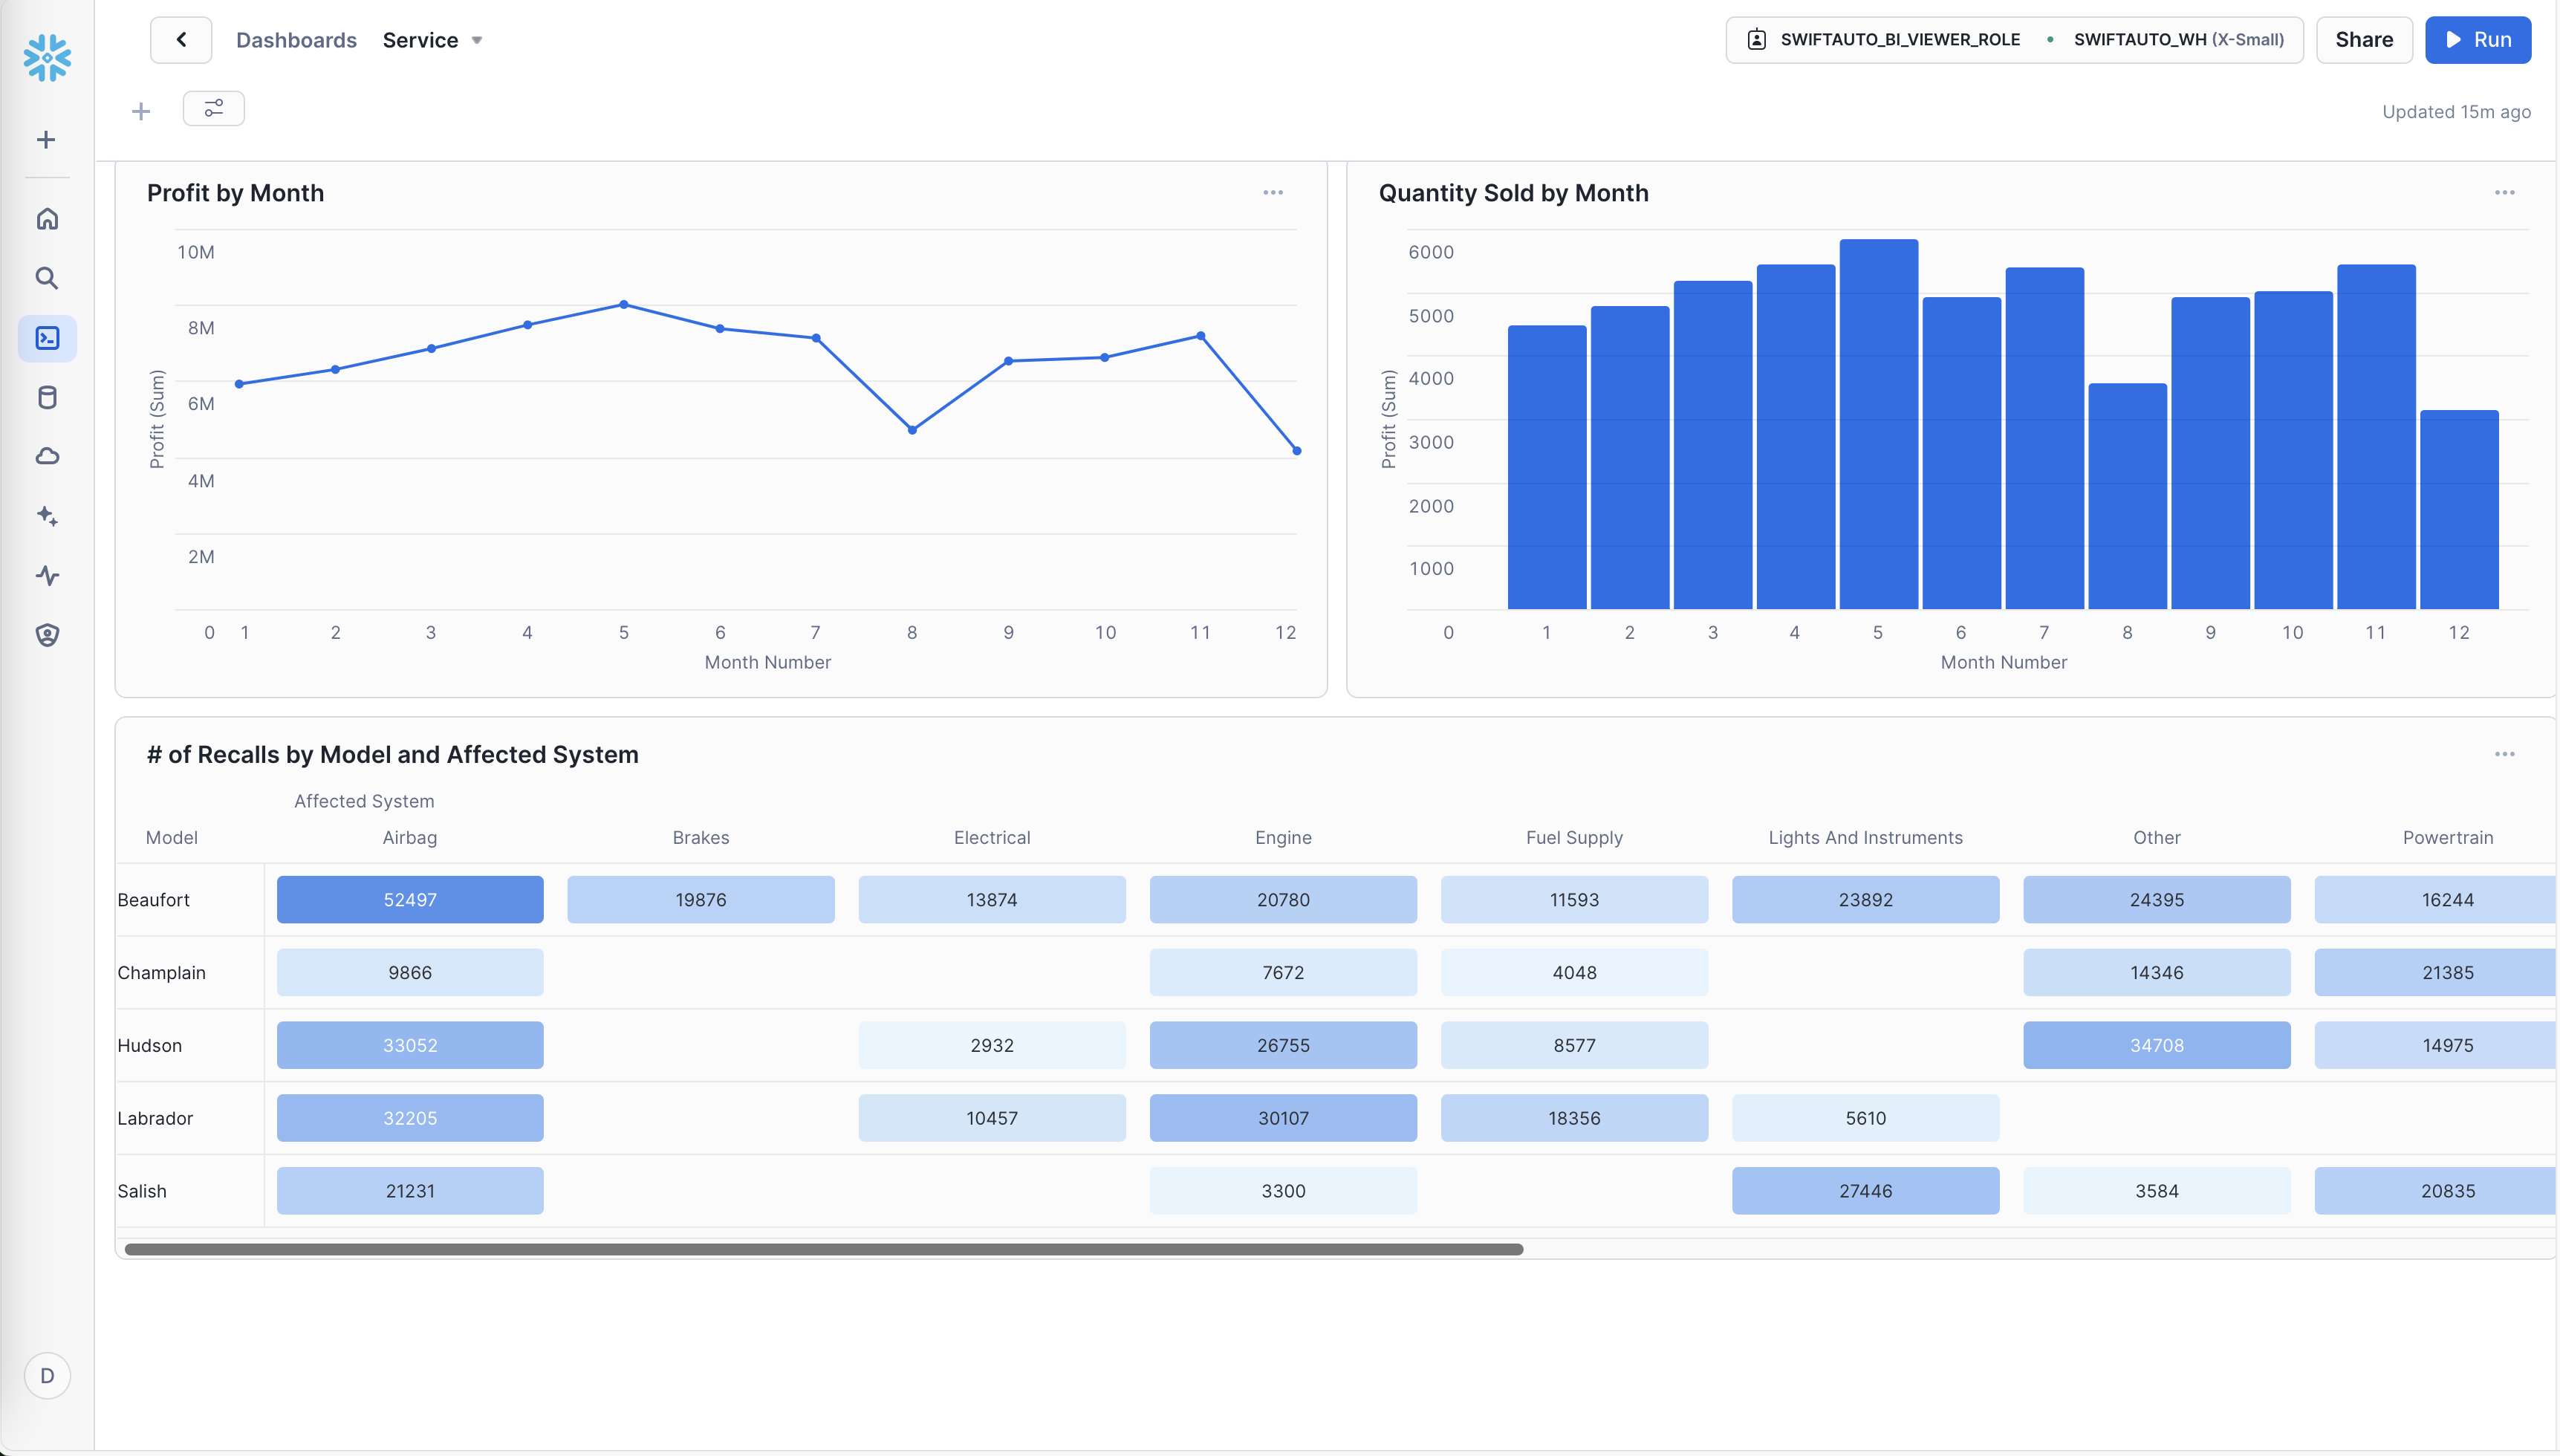 Dashboards Service SWIFTAUTO_BI_VIEWER_ROLE • SWIFTAUTO_WH (X-Small) Share Run
Updated 15m ago
Profit by Month
Profit (Sum)
10M
8M
6M
4M
2M
0 1 2 3 4 5 6 7 8 9 10 11 12
Month Number
Quantity Sold by Month
Profit (Sum)
6000
5000
4000
3000
2000
1000
0 1 2 3 4 5 6 7 8 9 10 11 12
Month Number
# of Recalls by Model and Affected System
Affected System
Model Airbag Brakes Electrical Engine Fuel Supply Lights And Instruments Other Powertrain
Beaufort 52497 19876 13874 20780 11593 23892 24395 16244
Champlain 9866 7672 4048 14346 21385
Hudson 33052 2932 26755 8577 34708 14975
Labrador 32205 10457 30107 18356 5610
Salish 21231 3300 27446 3584 20835
D